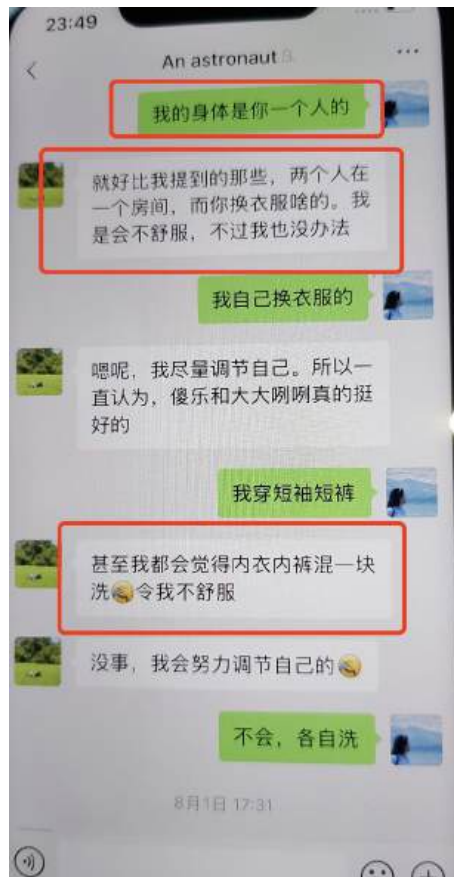 23:49
An astronaut
我的身体是你一个人的
就好比我提到的那些，两个人在
一个房间，而你换衣服啥的。我
是会不舒服，不过我也没办法
我自己换衣服的
嗯呢，我尽量调节自己。所以一
直认为，傻乐和大大咧咧真的挺
好的
我穿短袖短裤
甚至我都会觉得内衣内裤混一块
洗令我不舒服
没事，我会努力调节自己的
不会，各自洗
8月1日 17:31